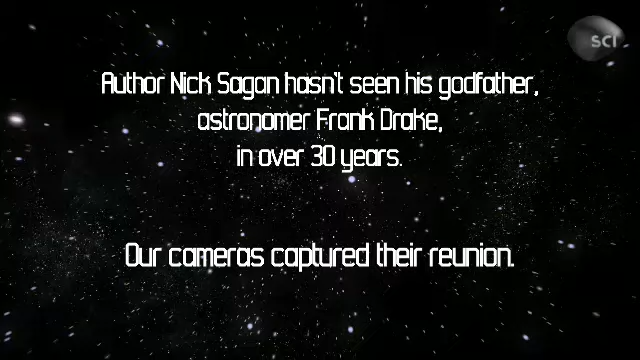 SCI
Author Nick Sagan hasn't seen his godfather,
astronomer Frank Drake,
in over 30 years.
Our cameras captured their reunion.